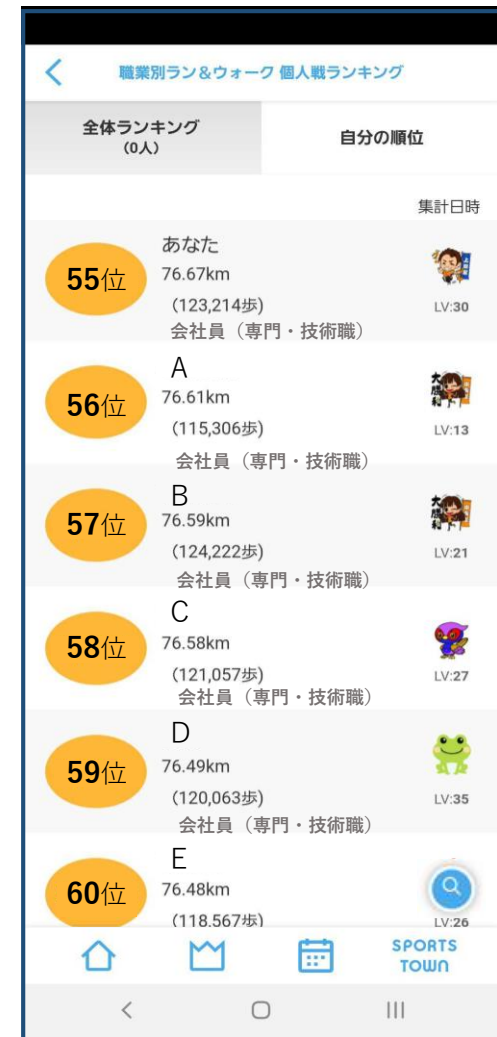 職業別ラン＆ウォーク 個人戦ランキング
全体ランキング
(0人)
自分の順位
集計日時
55位
あなた
76.67km
(123,214歩)
会社員（専門・技術職）
LV:30
56位
A
76.61km
(115,306歩)
会社員（専門・技術職）
LV:13
57位
B
76.59km
(124,222歩)
会社員（専門・技術職）
LV:21
58位
C
76.58km
(121,057歩)
会社員（専門・技術職）
LV:27
59位
D
76.49km
(120,063歩)
会社員（専門・技術職）
LV:35
60位
E
76.48km
(118,567歩)
LV:26
SPORTS
TOWN